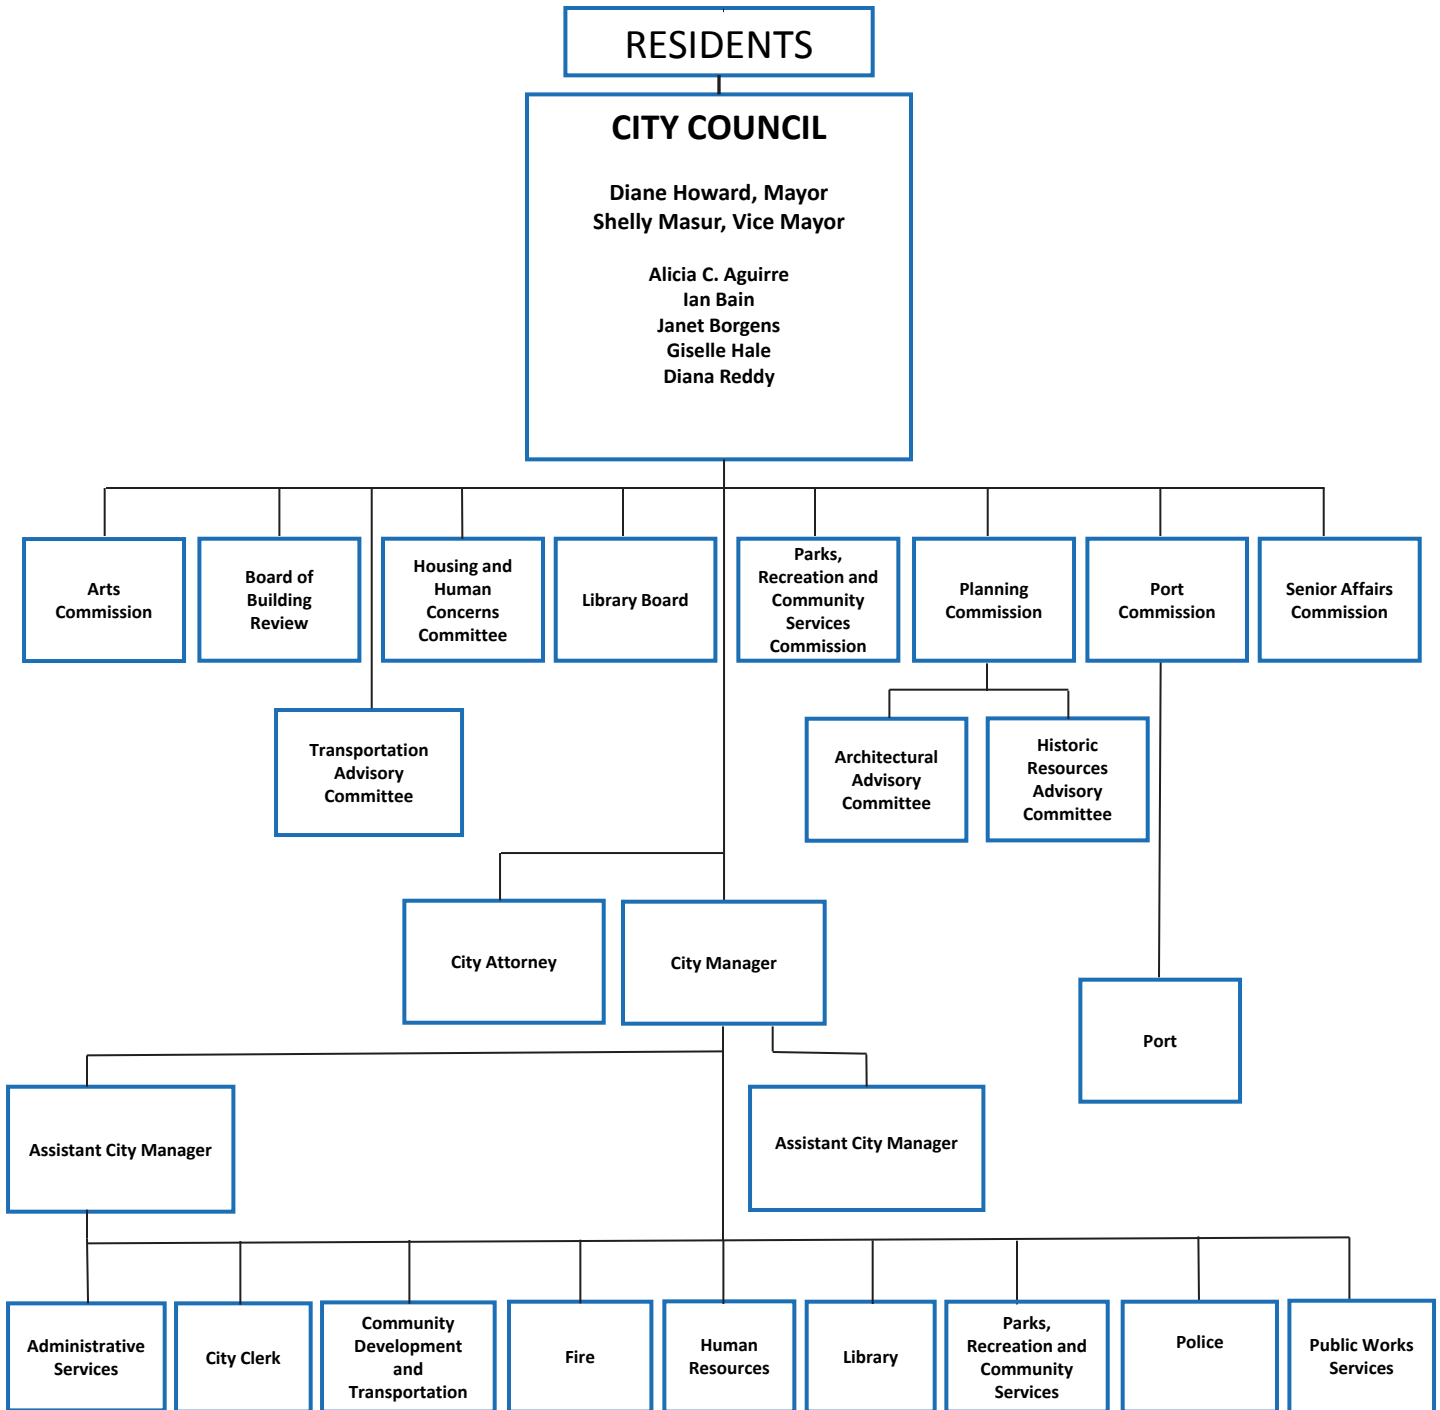 RESIDENTS
CITY COUNCIL
Diane Howard, Mayor
Shelly Masur, Vice Mayor
Alicia C. Aguirre
Ian Bain
Janet Borgens
Giselle Hale
Diana Reddy
Arts
Commission
Board of
Building
Review
Housing and
Human
Concerns
Committee
Library Board
Parks,
Recreation and
Community
Services
Commission
Planning
Commission
Port
Commission
Senior Affairs
Commission
Transportation
Advisory
Committee
Architectural
Advisory
Committee
Historic
Resources
Advisory
Committee
City Attorney
City Manager
Port
Assistant City Manager
Assistant City Manager
Administrative
Services
City Clerk
Community
Development
and
Transportation
Fire
Human
Resources
Library
Parks,
Recreation and
Community
Services
Police
Public Works
Services